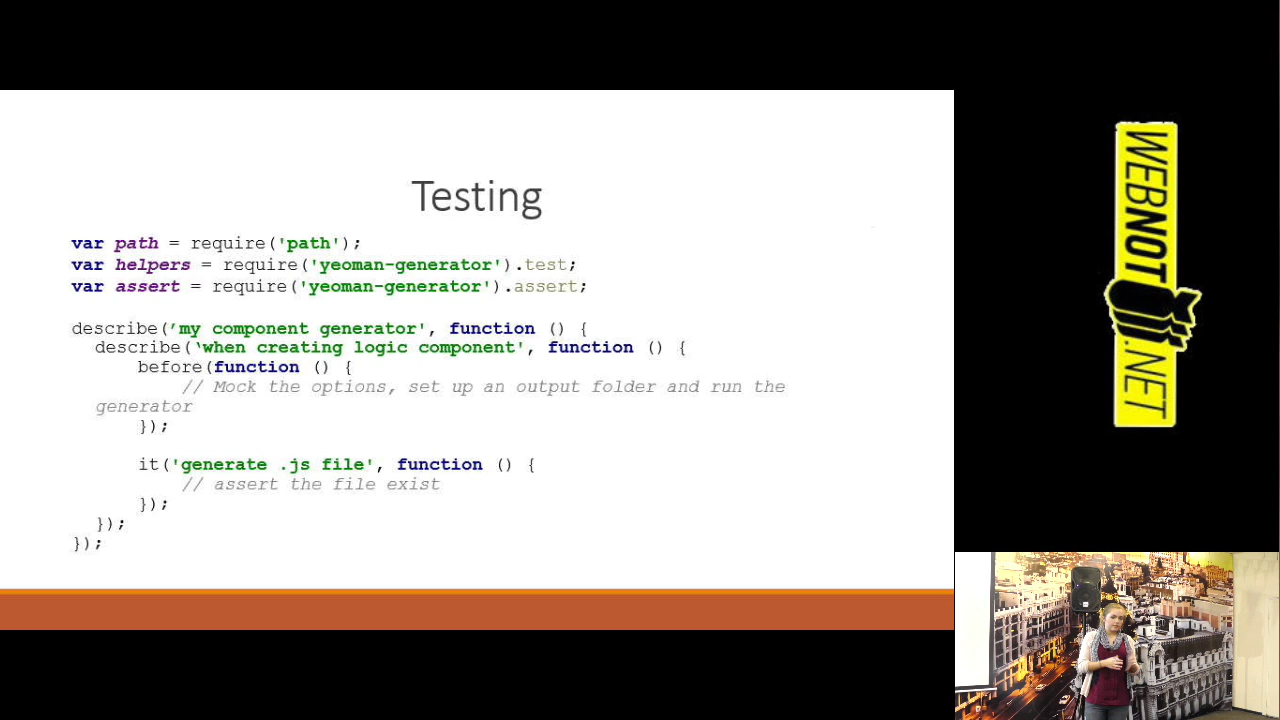 Testing
var path = require('path');
var helpers = require('yeoman-generator').test;
var assert = require('yeoman-generator').assert;
describe(’my component generator', function () {
describe(‘when creating logic component', function () {
before(function () {
// Mock the options, set up an output folder and run the
generator
});
it('generate .js file', function () {
// assert the file exist
});
});
});
WEBNOT.NET